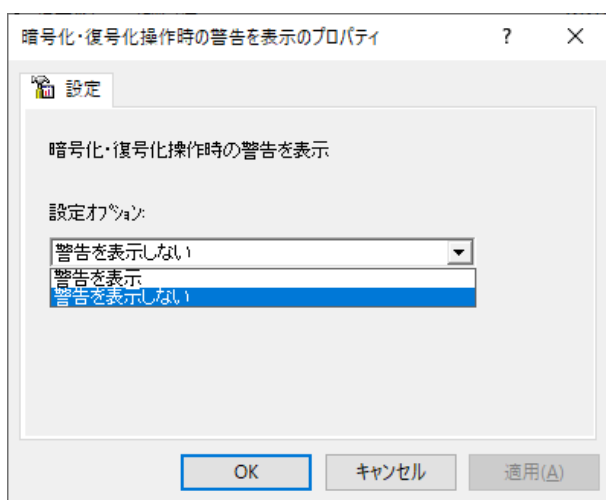 暗号化・復号化操作時の警告を表示のプロパティ
?
設定
暗号化・復号化操作時の警告を表示
設定オプション:
警告を表示しない
警告を表示
警告を表示しない
OK
キャンセル
適用(A)